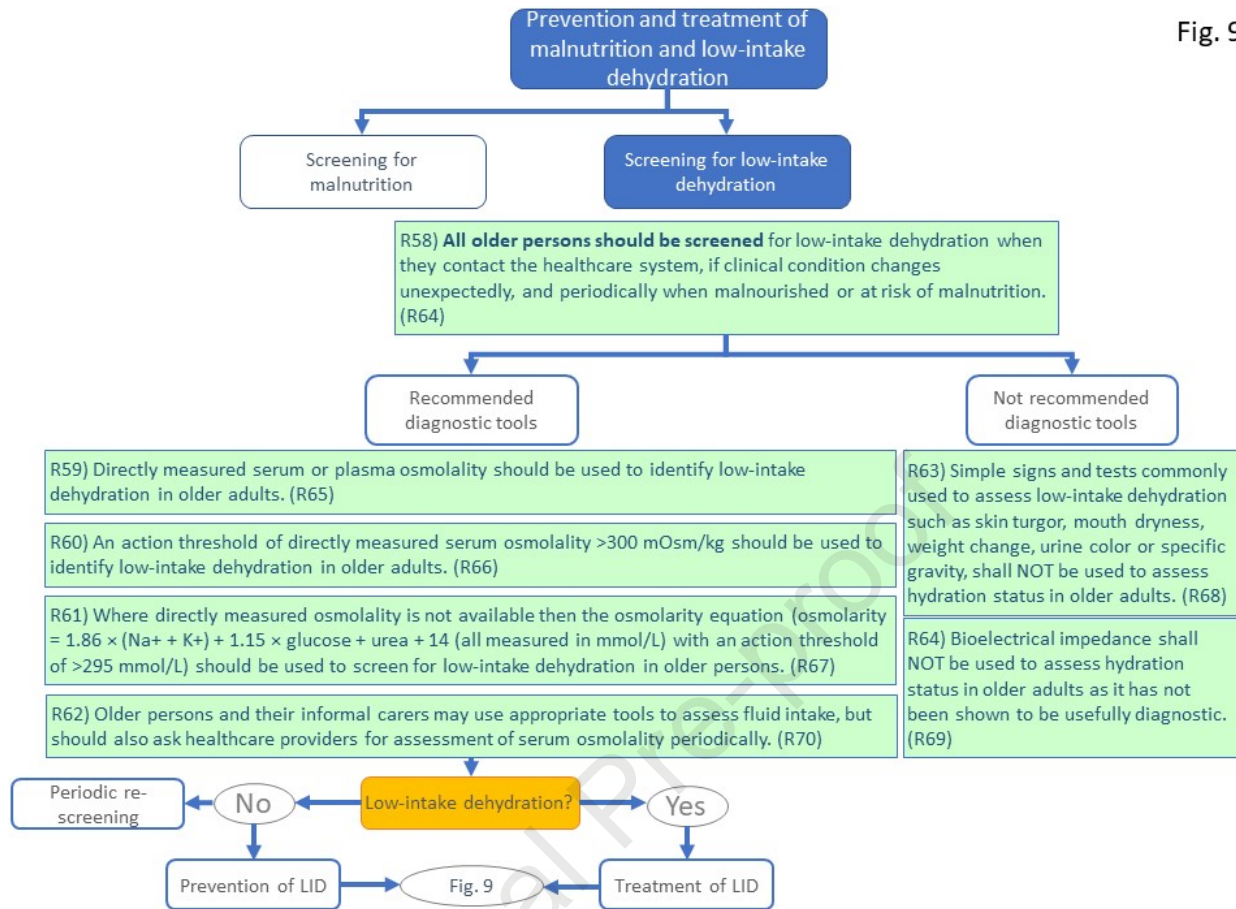 Prevention and treatment of
malnutrition and low-intake
dehydration
Fig. 9
Screening for
malnutrition
Screening for low-intake
dehydration
R58) All older persons should be screened for low-intake dehydration when
they contact the healthcare system, if clinical condition changes
unexpectedly, and periodically when malnourished or at risk of malnutrition.
(R64)
Recommended
diagnostic tools
Not recommended
diagnostic tools
R59) Directly measured serum or plasma osmolality should be used to identify low-intake
dehydration in older adults. (R65)
R60) An action threshold of directly measured serum osmolality >300 mOsm/kg should be used to
identify low-intake dehydration in older adults. (R66)
R61) Where directly measured osmolality is not available then the osmolarity equation (osmolarity
= 1.86 × (Na+ + K+) + 1.15 × glucose + urea + 14 (all measured in mmol/L) with an action threshold
of >295 mmol/L) should be used to screen for low-intake dehydration in older persons. (R67)
R62) Older persons and their informal carers may use appropriate tools to assess fluid intake, but
should also ask healthcare providers for assessment of serum osmolality periodically. (R70)
R63) Simple signs and tests commonly
used to assess low-intake dehydration
such as skin turgor, mouth dryness,
weight change, urine color or specific
gravity, shall NOT be used to assess
hydration status in older adults. (R68)
R64) Bioelectrical impedance shall
NOT be used to assess hydration
status in older adults as it has not
been shown to be usefully diagnostic.
(R69)
Periodic re-
screening
No
Low-intake dehydration?
Yes
Prevention of LID
Fig. 9
Treatment of LID
al Pre-proof